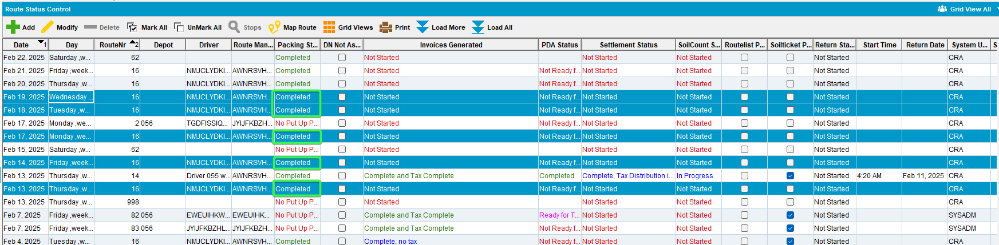 Route Status Control Grid View All
Add Modify Delete Mark All UnMark All Stops Map Route Grid Views Print Load More Load All
Date 1 Day RouteNr 2 Depot Driver Route Man... Packing St... DN Not As... Invoices Generated PDA Status Settlement Status SoilCount S... Routelist P... Soilticket P... Return Sta... Start Time Return Date System U... S
Feb 22, 2025 Saturday ,w... 62 Completed Not Started Not Started Not Started Not Started CRA
Feb 21, 2025 Friday ,week... 16 NMJCLYDKI... AWNRSVH... Completed Not Started Not Ready f... Not Started Not Started Not Started CRA
Feb 20, 2025 Thursday ,w... 16 NMJCLYDKI... AWNRSVH... Completed Not Started Not Ready f... Not Started Not Started Not Started CRA
Feb 19, 2025 Wednesday ... 16 NMJCLYDKI... AWNRSVH... Completed Not Started Not Ready f... Not Started Not Started Not Started CRA
Feb 18, 2025 Tuesday ,w... 16 NMJCLYDKI... AWNRSVH... Completed Not Started Not Ready f... Not Started Not Started Not Started CRA
Feb 17, 2025 Monday ,we... 2 056 TGDFISSIQ... JYIJFKBZH... No Put Up P... Not Started Not Ready f... Not Started Not Started Not Started CRA
Feb 17, 2025 Monday ,we... 16 NMJCLYDKI... AWNRSVH... Completed Not Started Not Ready f... Not Started Not Started Not Started CRA
Feb 15, 2025 Saturday ,w... 62 No Put Up P... Not Started Not Started Not Started Not Started CRA
Feb 14, 2025 Friday ,week... 16 NMJCLYDKI... AWNRSVH... Completed Not Started Not Ready f... Not Started Not Started Not Started CRA
Feb 13, 2025 Thursday ,w... 14 Driver 055 w... AWNRSVH... Completed Complete and Tax Complete Completed Complete, Tax Distribution i... In Progress Not Started 4:20 AM Feb 11, 2025 CRA
Feb 13, 2025 Thursday ,w... 16 NMJCLYDKI... AWNRSVH... Completed Not Started Not Ready f... Not Started Not Started Not Started CRA
Feb 13, 2025 Thursday ,w... 998 No Put Up P... Not Started Not Started Not Started Not Started CRA
Feb 7, 2025 Friday ,week... 82 056 EWEUIHKW... EWEUIHK... No Put Up P... Complete and Tax Complete Ready for T... Not Started Not Started Not Started SYSADM
Feb 7, 2025 Friday ,week... 83 056 JYIJFKBZHL... JYIJFKBZH... No Put Up P... Complete and Tax Complete Not Ready f... Not Started Not Started Not Started SYSADM
Feb 4, 2025 Tuesday ,w... 16 NMJCLYDKI... AWNRSVH... Completed Complete, no tax Not Ready f... Not Started Not Started Not Started CRA